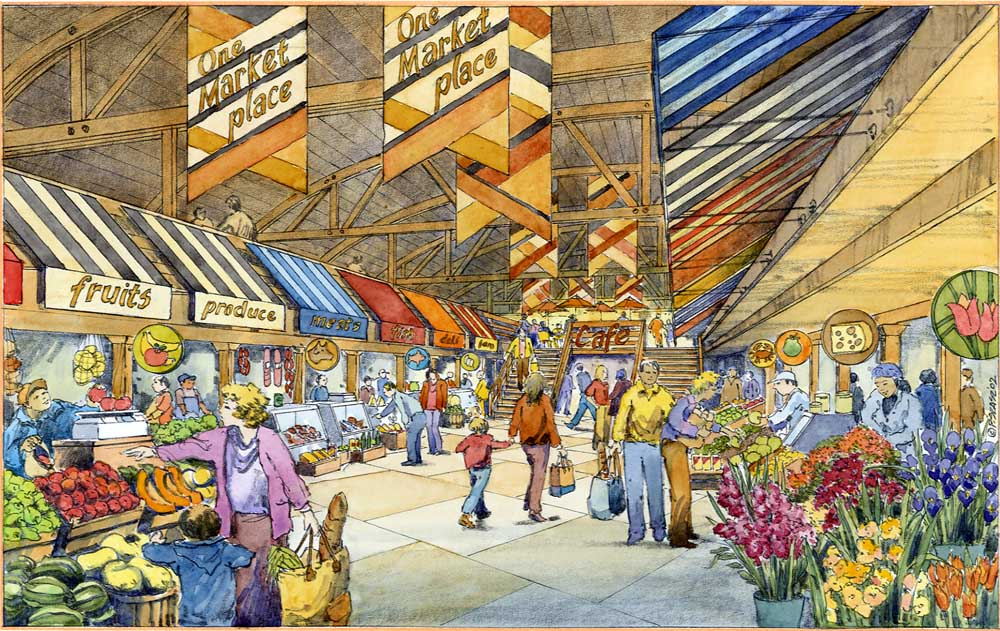 One
Market
place
One
Market
place
fruits
produce
meats
deli
Cafe